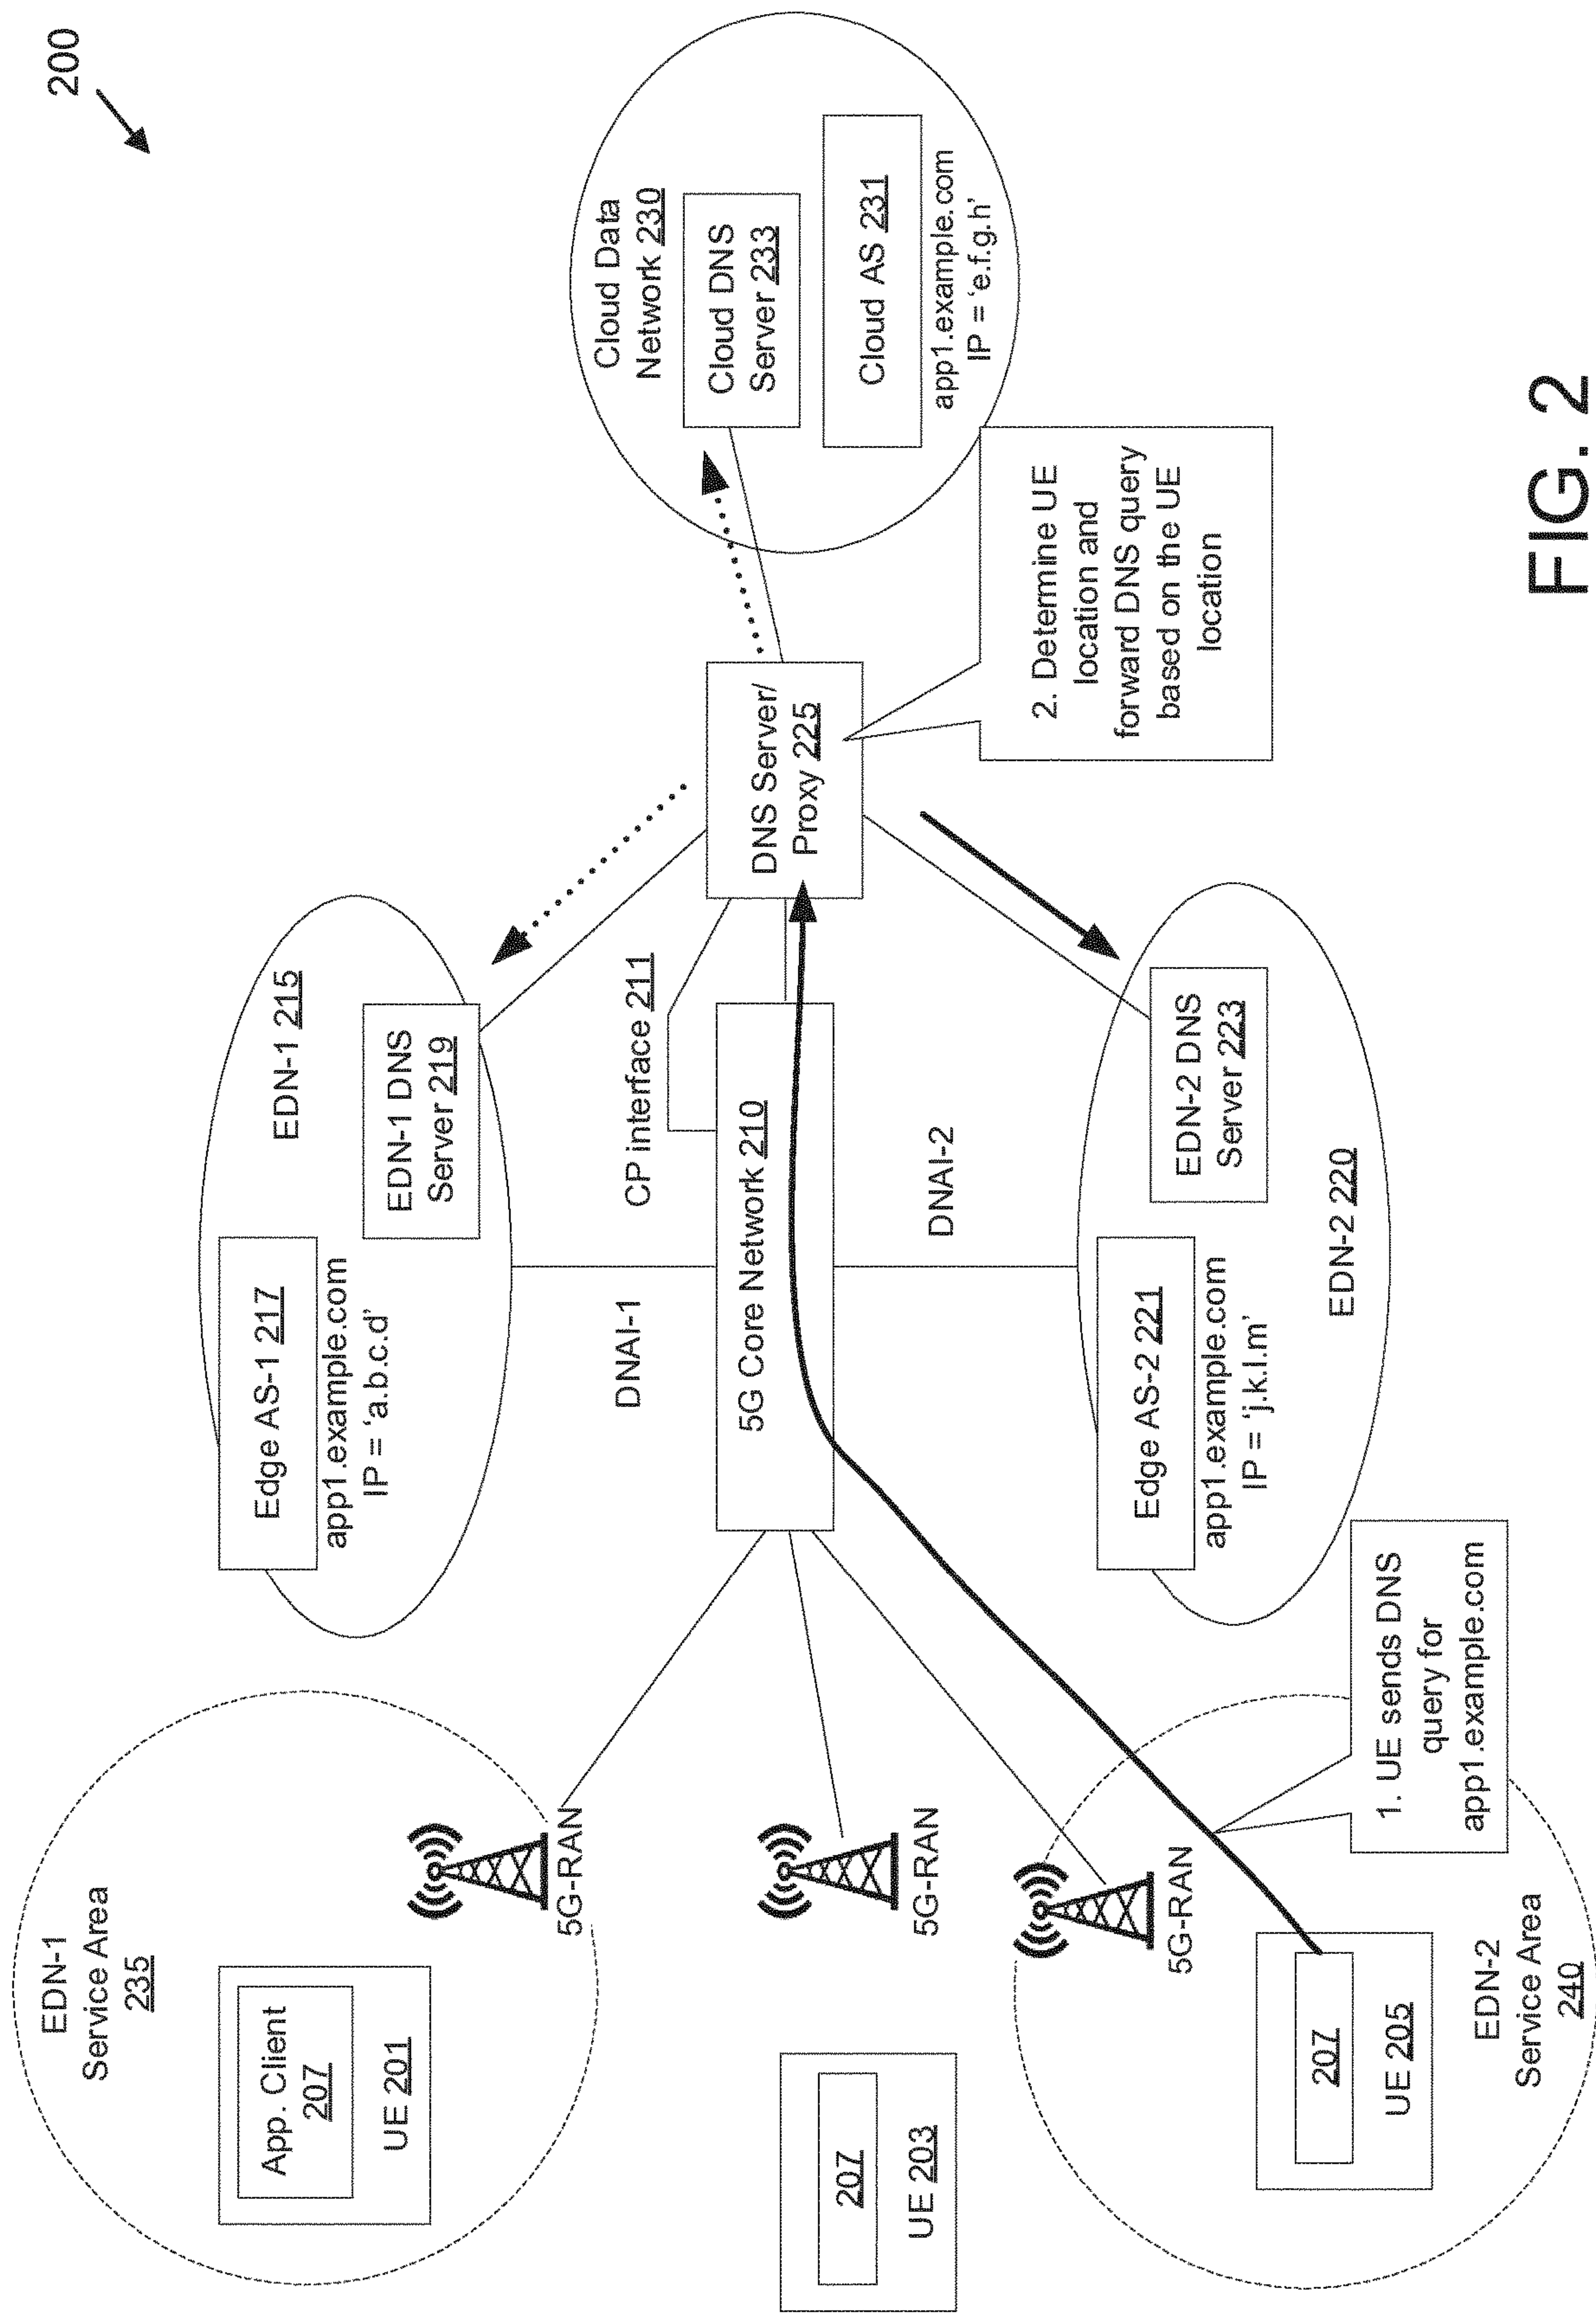 200
EDN-1
Service Area
235
App. Client
207
UE 201
5G-RAN
207
UE 203
5G-RAN
5G-RAN
207
UE 205
EDN-2
Service Area
240
1. UE sends DNS
query for
app1.example.com
Edge AS-1 217
app1.example.com
IP = ‘a.b.c.d’
EDN-1 215
EDN-1 DNS
Server 219
DNAI-1
CP interface 211
5G Core Network 210
DNAI-2
Edge AS-2 221
app1.example.com
IP = ‘j.k.l.m’
EDN-2 DNS
Server 223
EDN-2 220
DNS Server/
Proxy 225
2. Determine UE
location and
forward DNS query
based on the UE
location
Cloud Data
Network 230
Cloud DNS
Server 233
Cloud AS 231
app1.example.com
IP = ‘e.f.g.h’
FIG. 2